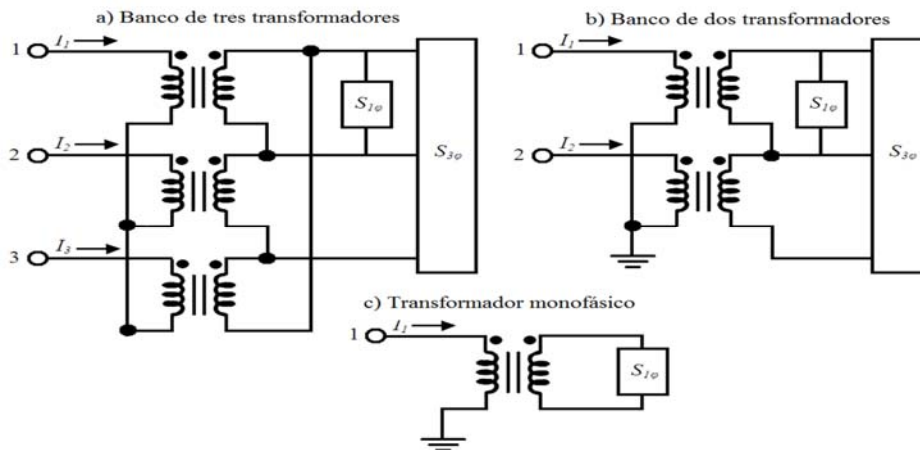 a) Banco de tres transformadores
1
I₁
2
I₂
3
I₃
S₁φ
S₃φ
b) Banco de dos transformadores
1
I₁
2
I₂
S₁φ
S₃φ
c) Transformador monofásico
1
I₁
S₁φ